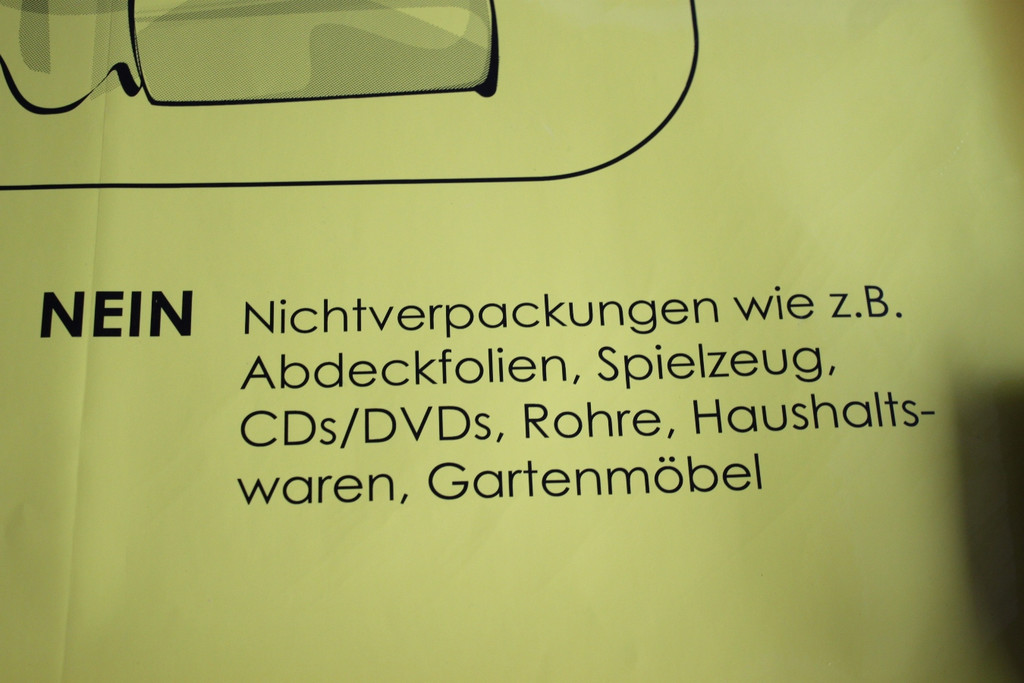 NEIN Nichtverpackungen wie z.B.
Abdeckfolien, Spielzeug,
CDs/DVDs, Rohre, Haushalts-
waren, Gartenmöbel